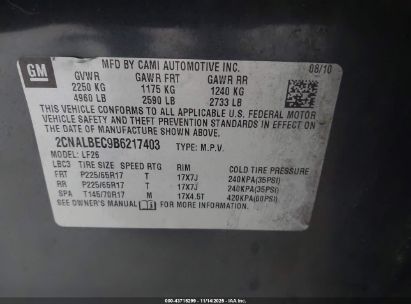 GM
MFD BY CAMI AUTOMOTIVE INC. 08/10
GVWR GAWR FRT GAWR RR
2250 KG 1175 KG 1240 KG
4960 LB 2590 LB 2733 LB
THIS VEHICLE CONFORMS TO ALL APPLICABLE U.S. FEDERAL MOTOR
VEHICLE SAFETY AND THEFT PREVENTION STANDARDS IN EFFECT ON
THE DATE OF MANUFACTURE SHOWN ABOVE.
2CNALBEC9B6217403 TYPE: M.P.V.
MODEL: LF26
LBC3 TIRE SIZE SPEED RTG RIM COLD TIRE PRESSURE
FRT P225/65R17 T 17X7J 240KPA(35PSI)
RR P225/65R17 T 17X7J 240KPA(35PSI)
SPA T145/70R17 M 17X4.5T 420KPA(60PSI)
SEE OWNER'S MANUAL FOR ADDITIONAL INFORMATION.